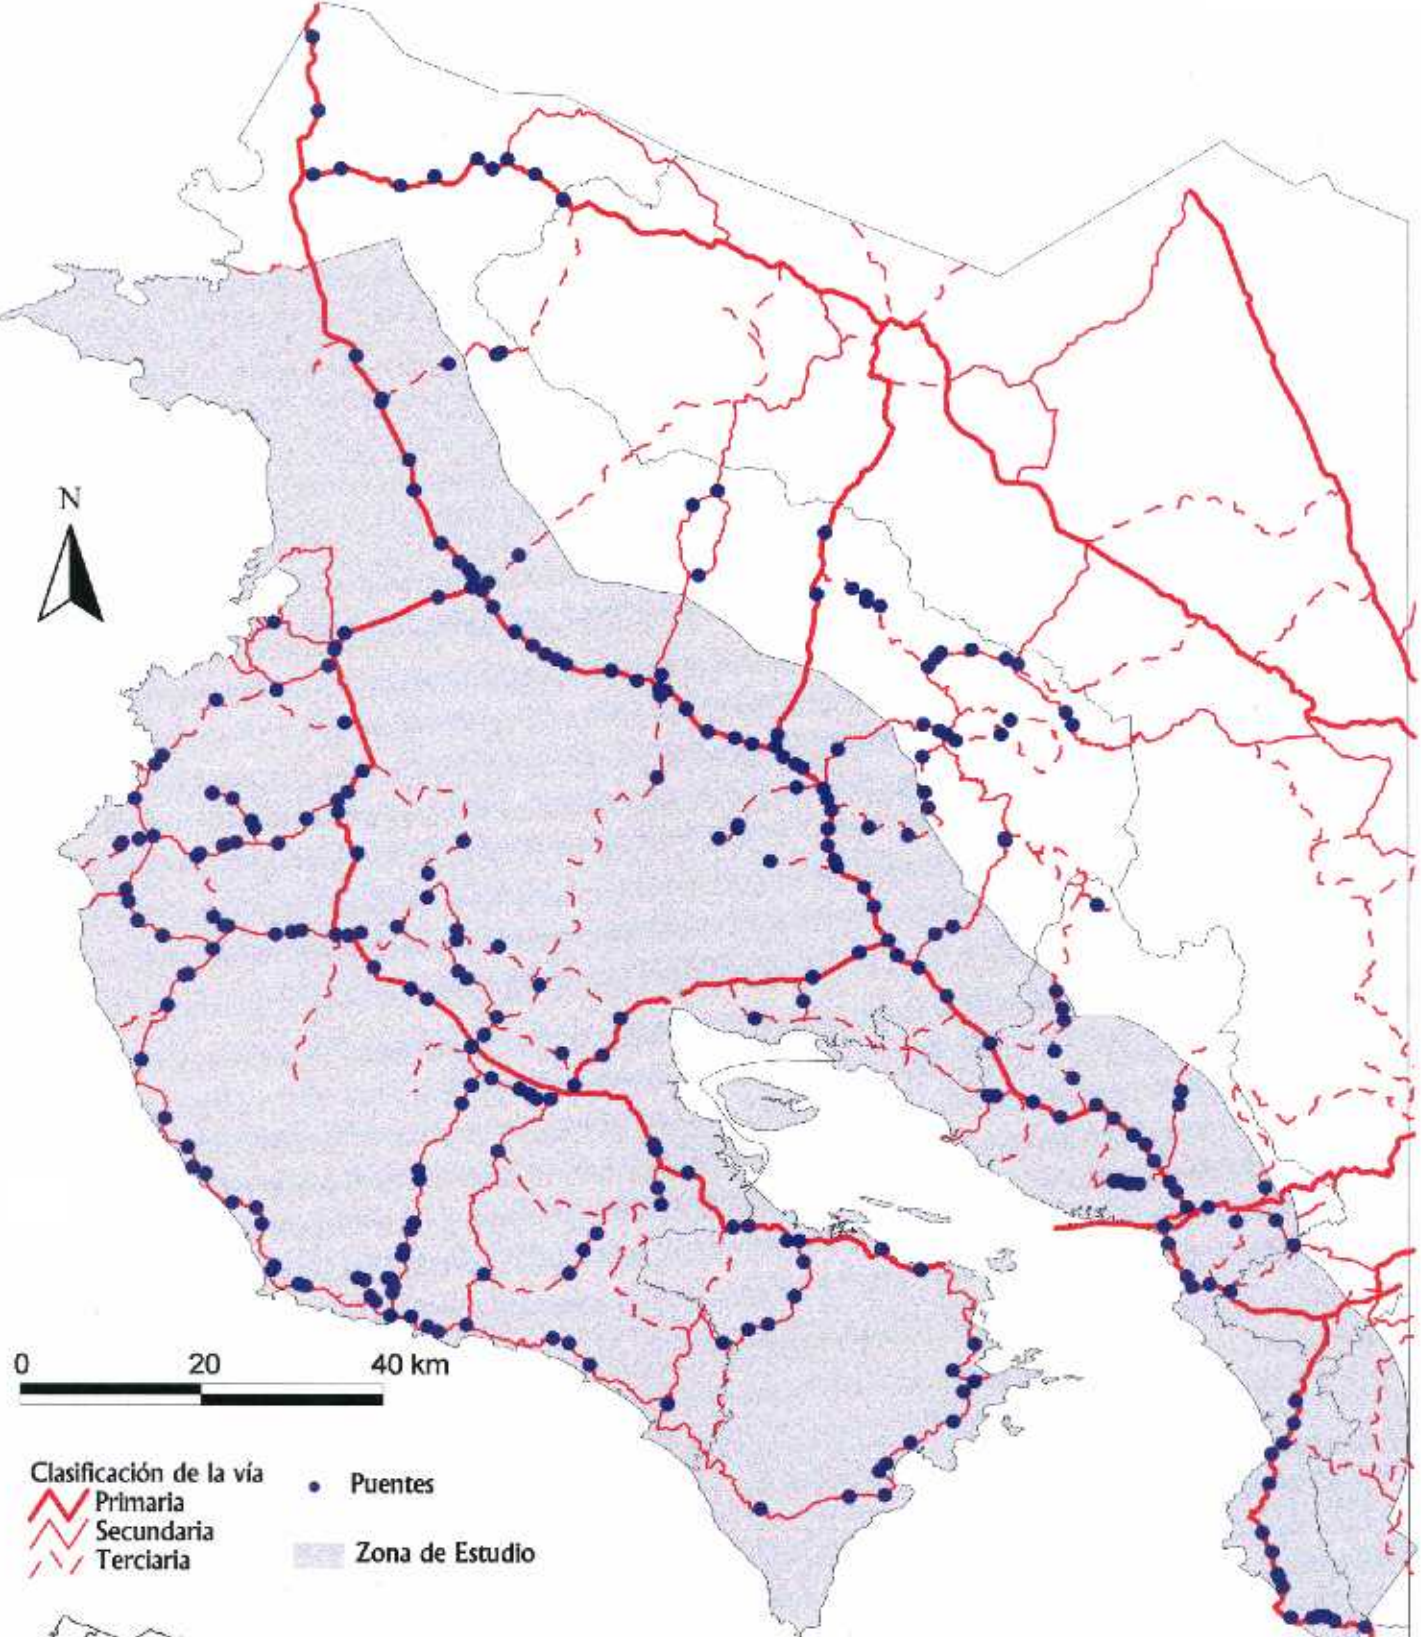 N
0 20 40 km
Clasificación de la vía
Primaria
Secundaria
Terciaria
Puentes
Zona de Estudio